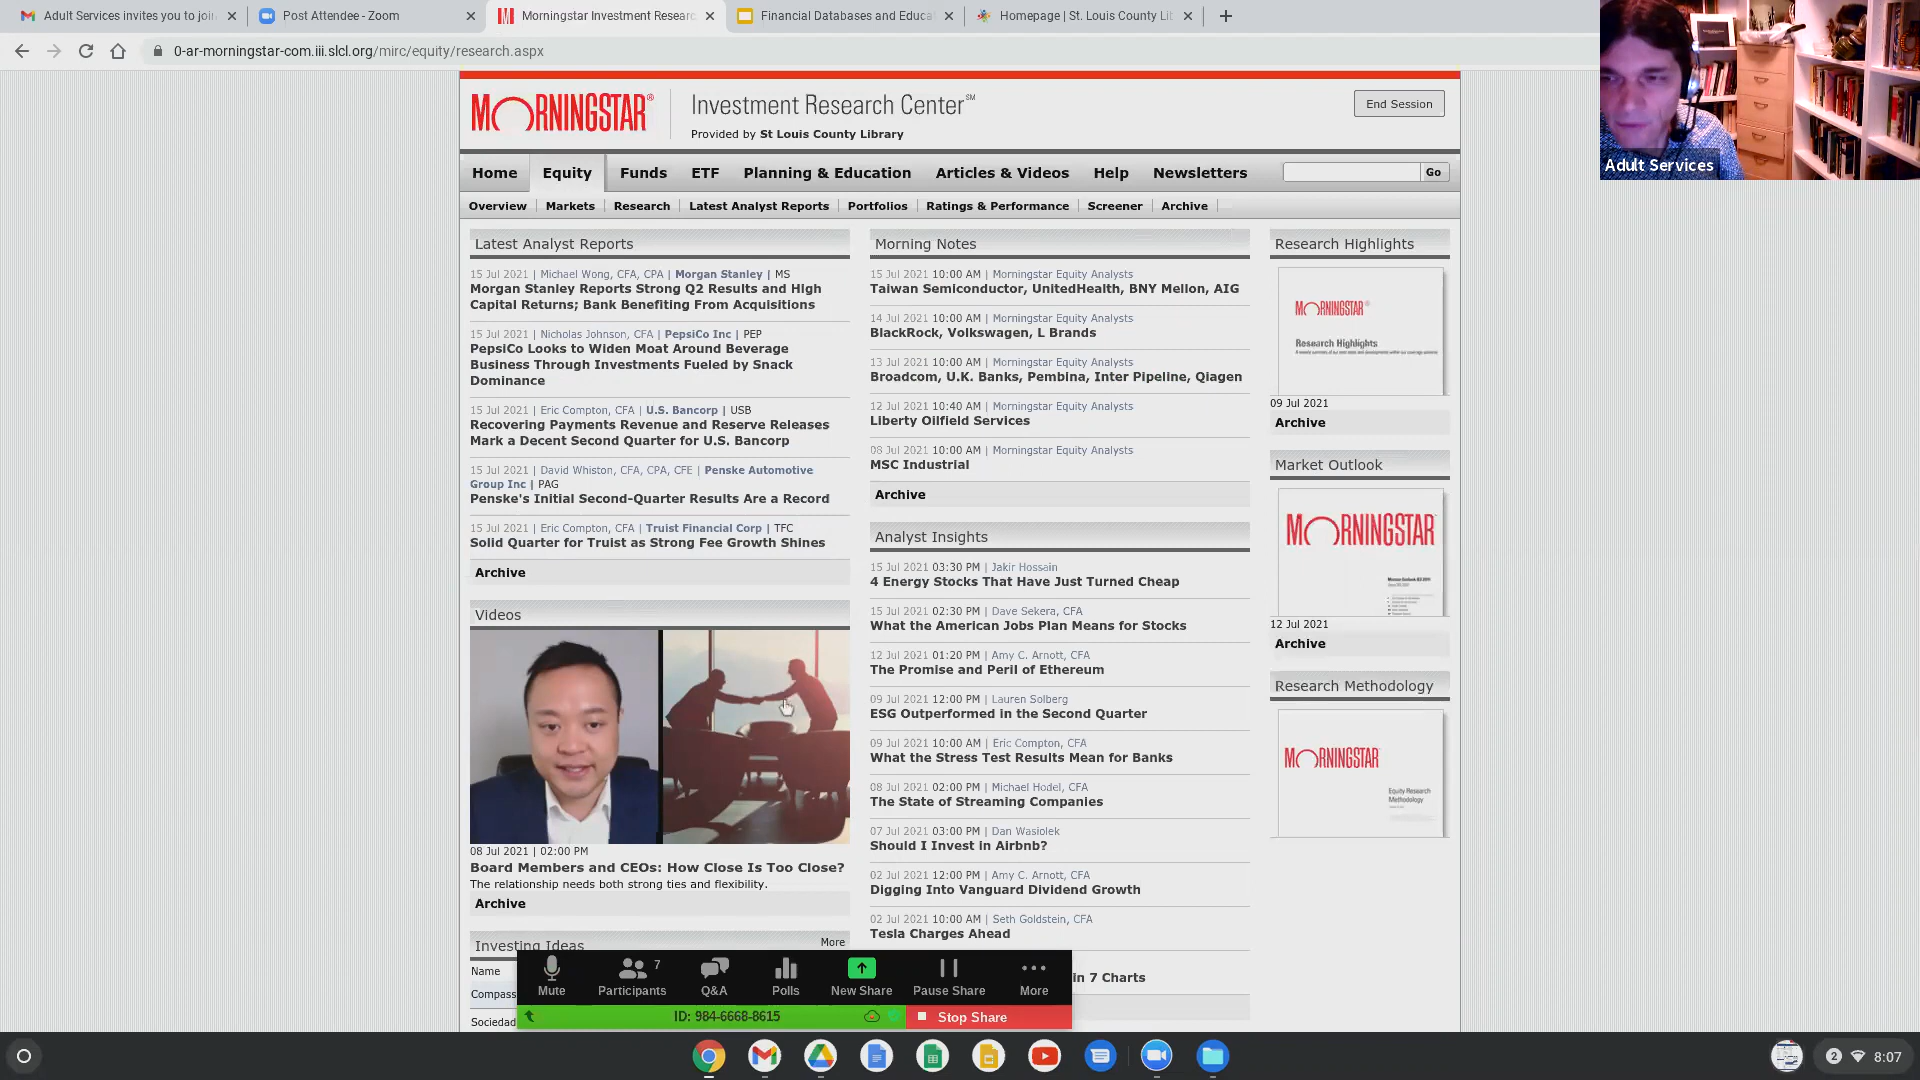 Adult Services invites you to joi
Post Attendee - Zoom
Morningstar Investment Resear
Financial Databases and Educa
Homepage | St. Louis County Li
0-ar-morningstar-com.iii.slcl.org/mirc/equity/research.aspx
Adult Services
MORNINGSTAR®
Investment Research Center℠
Provided by St Louis County Library
End Session
Home
Equity
Funds
ETF
Planning & Education
Articles & Videos
Help
Newsletters
Go
Overview
Markets
Research
Latest Analyst Reports
Portfolios
Ratings & Performance
Screener
Archive
Latest Analyst Reports
15 Jul 2021 | Michael Wong, CFA, CPA | Morgan Stanley | MS
Morgan Stanley Reports Strong Q2 Results and High
Capital Returns; Bank Benefiting From Acquisitions
15 Jul 2021 | Nicholas Johnson, CFA | PepsiCo Inc | PEP
PepsiCo Looks to Widen Moat Around Beverage
Business Through Investments Fueled by Snack
Dominance
15 Jul 2021 | Eric Compton, CFA | U.S. Bancorp | USB
Recovering Payments Revenue and Reserve Releases
Mark a Decent Second Quarter for U.S. Bancorp
15 Jul 2021 | David Whiston, CFA, CPA, CFE | Penske Automotive
Group Inc | PAG
Penske's Initial Second-Quarter Results Are a Record
15 Jul 2021 | Eric Compton, CFA | Truist Financial Corp | TFC
Solid Quarter for Truist as Strong Fee Growth Shines
Archive
Videos
08 Jul 2021 | 02:00 PM
Board Members and CEOs: How Close Is Too Close?
The relationship needs both strong ties and flexibility.
Archive
Investing Ideas
More
Name
Compass
Sociedad
Morning Notes
15 Jul 2021 10:00 AM | Morningstar Equity Analysts
Taiwan Semiconductor, UnitedHealth, BNY Mellon, AIG
14 Jul 2021 10:00 AM | Morningstar Equity Analysts
BlackRock, Volkswagen, L Brands
13 Jul 2021 10:00 AM | Morningstar Equity Analysts
Broadcom, U.K. Banks, Pembina, Inter Pipeline, Qiagen
12 Jul 2021 10:40 AM | Morningstar Equity Analysts
Liberty Oilfield Services
08 Jul 2021 10:00 AM | Morningstar Equity Analysts
MSC Industrial
Archive
Analyst Insights
15 Jul 2021 03:30 PM | Jakir Hossain
4 Energy Stocks That Have Just Turned Cheap
15 Jul 2021 02:30 PM | Dave Sekera, CFA
What the American Jobs Plan Means for Stocks
12 Jul 2021 01:20 PM | Amy C. Arnott, CFA
The Promise and Peril of Ethereum
09 Jul 2021 12:00 PM | Lauren Solberg
ESG Outperformed in the Second Quarter
09 Jul 2021 10:00 AM | Eric Compton, CFA
What the Stress Test Results Mean for Banks
08 Jul 2021 02:00 PM | Michael Hodel, CFA
The State of Streaming Companies
07 Jul 2021 03:00 PM | Dan Wasiolek
Should I Invest in Airbnb?
02 Jul 2021 12:00 PM | Amy C. Arnott, CFA
Digging Into Vanguard Dividend Growth
02 Jul 2021 10:00 AM | Seth Goldstein, CFA
Tesla Charges Ahead
in 7 Charts
Research Highlights
MORNINGSTAR®
Research Highlights
09 Jul 2021
Archive
Market Outlook
MORNINGSTAR
12 Jul 2021
Archive
Research Methodology
MORNINGSTAR
Equity Research
Methodology
Mute
Participants
7
Q&A
Polls
New Share
Pause Share
More
ID: 984-6668-8615
Stop Share
2
8:07